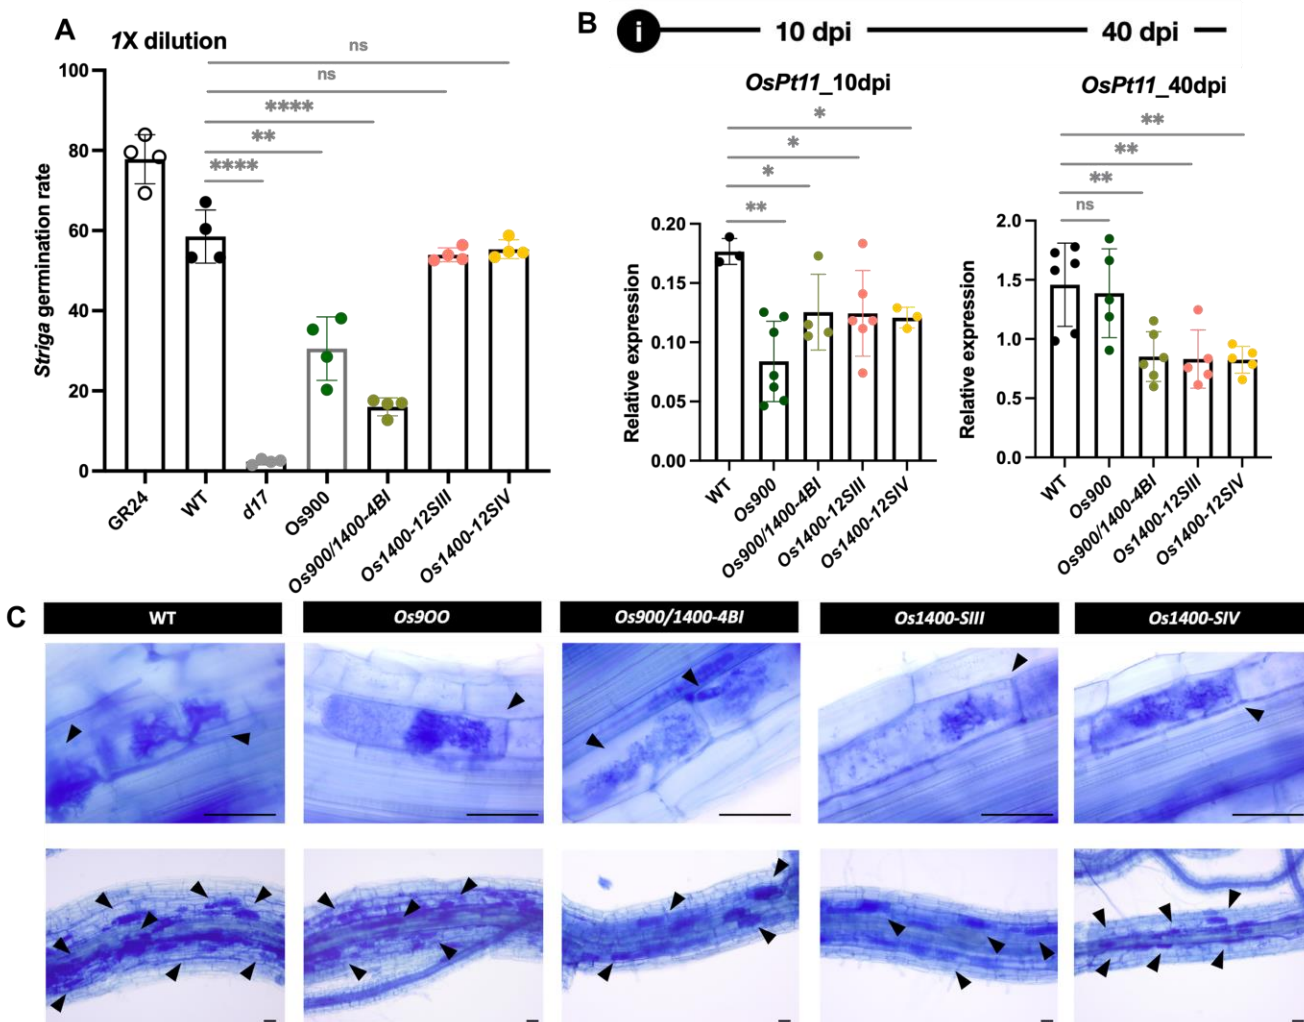 A
1X dilution
ns
ns
****
**
****
100
80
60
40
20
0
Striga germination rate
GR24
WT
d17
Os900
Os900/1400-4BI
Os1400-12SIII
Os1400-12SIV
B
i
10 dpi
40 dpi
OsPt11_10dpi
*
*
*
**
0.20
0.15
0.10
0.05
0.00
Relative expression
WT
Os900
Os900/1400-4BI
Os1400-12SIII
Os1400-12SIV
OsPt11_40dpi
**
**
**
ns
2.0
1.5
1.0
0.5
0.0
Relative expression
WT
Os900
Os900/1400-4BI
Os1400-12SIII
Os1400-12SIV
C
WT
Os9OO
Os900/1400-4BI
Os1400-SIII
Os1400-SIV